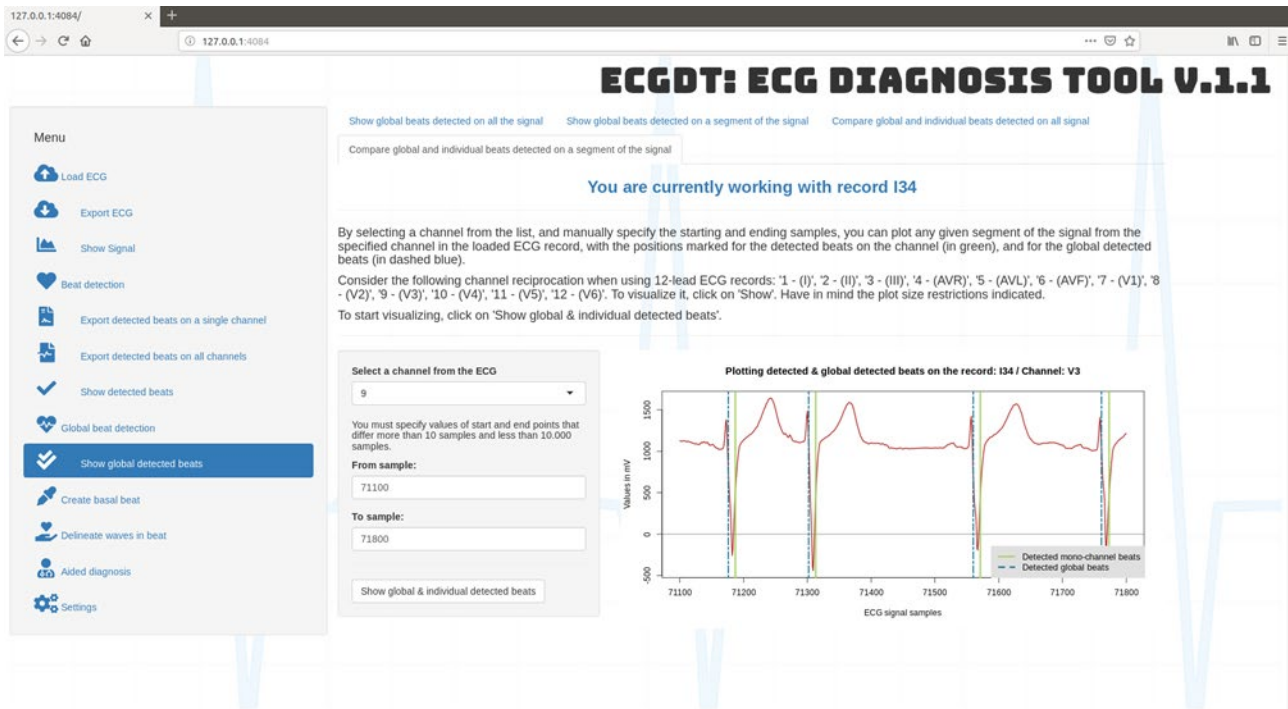 127.0.0.1:4084/
127.0.0.1:4084
ECGDT: ECG DIAGNOSIS TOOL V.1.1
Menu
Load ECG
Export ECG
Show Signal
Beat detection
Export detected beats on a single channel
Export detected beats on all channels
Show detected beats
Global beat detection
Show global detected beats
Create basal beat
Delineate waves in beat
Aided diagnosis
Settings
Show global beats detected on all the signal
Show global beats detected on a segment of the signal
Compare global and individual beats detected on all signal
Compare global and individual beats detected on a segment of the signal
You are currently working with record I34
By selecting a channel from the list, and manually specify the starting and ending samples, you can plot any given segment of the signal from the
specified channel in the loaded ECG record, with the positions marked for the detected beats on the channel (in green), and for the global detected
beats (in dashed blue).
Consider the following channel reciprocation when using 12-lead ECG records: '1 - (I)', '2 - (II)', '3 - (III)', '4 - (AVR)', '5 - (AVL)', '6 - (AVF)', '7 - (V1)', '8
- (V2)', '9 - (V3)', '10 - (V4)', '11 - (V5)', '12 - (V6)'. To visualize it, click on 'Show'. Have in mind the plot size restrictions indicated.
To start visualizing, click on 'Show global & individual detected beats'.
Select a channel from the ECG
9
You must specify values of start and end points that
differ more than 10 samples and less than 10.000
samples.
From sample:
71100
To sample:
71800
Show global & individual detected beats
Plotting detected & global detected beats on the record: I34 / Channel: V3
Values in mV
1500
1000
500
0
-500
Detected mono-channel beats
Detected global beats
71100 71200 71300 71400 71500 71600 71700 71800
ECG signal samples